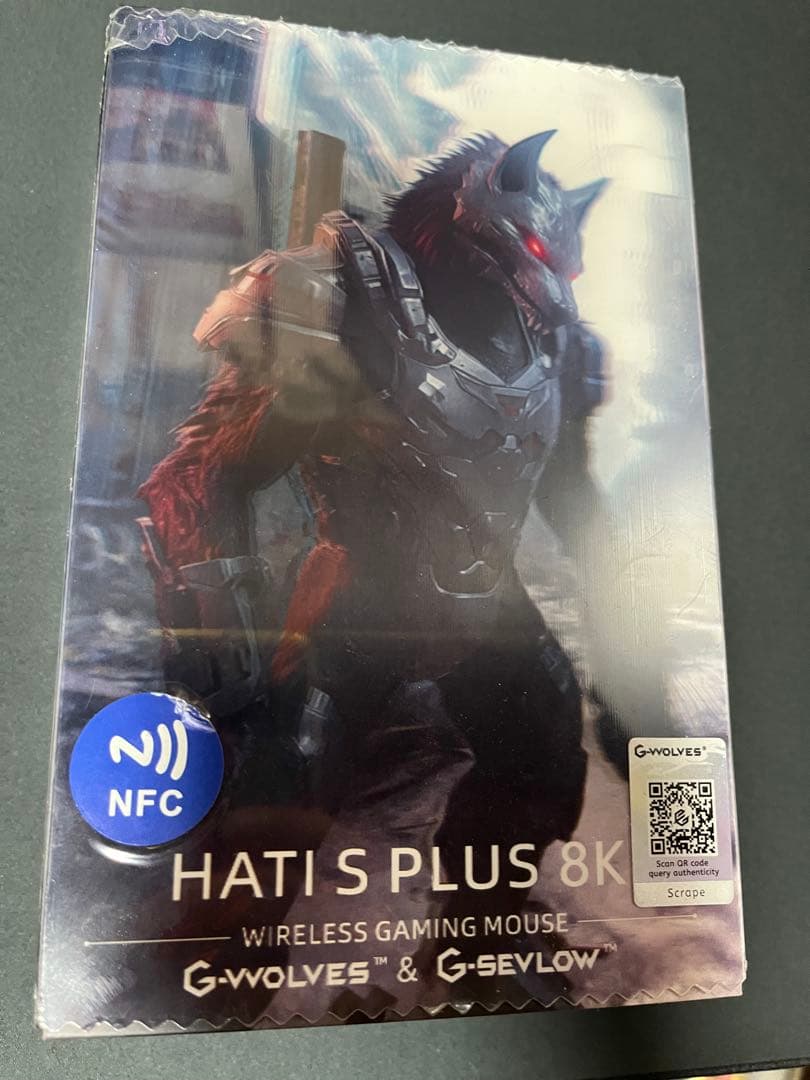 NFC
G-WOLVES®
Scan QR code
query authenticity
Scrape
HATI S PLUS 8K
WIRELESS GAMING MOUSE
G-WOLVES™ & G-SEVLOW™